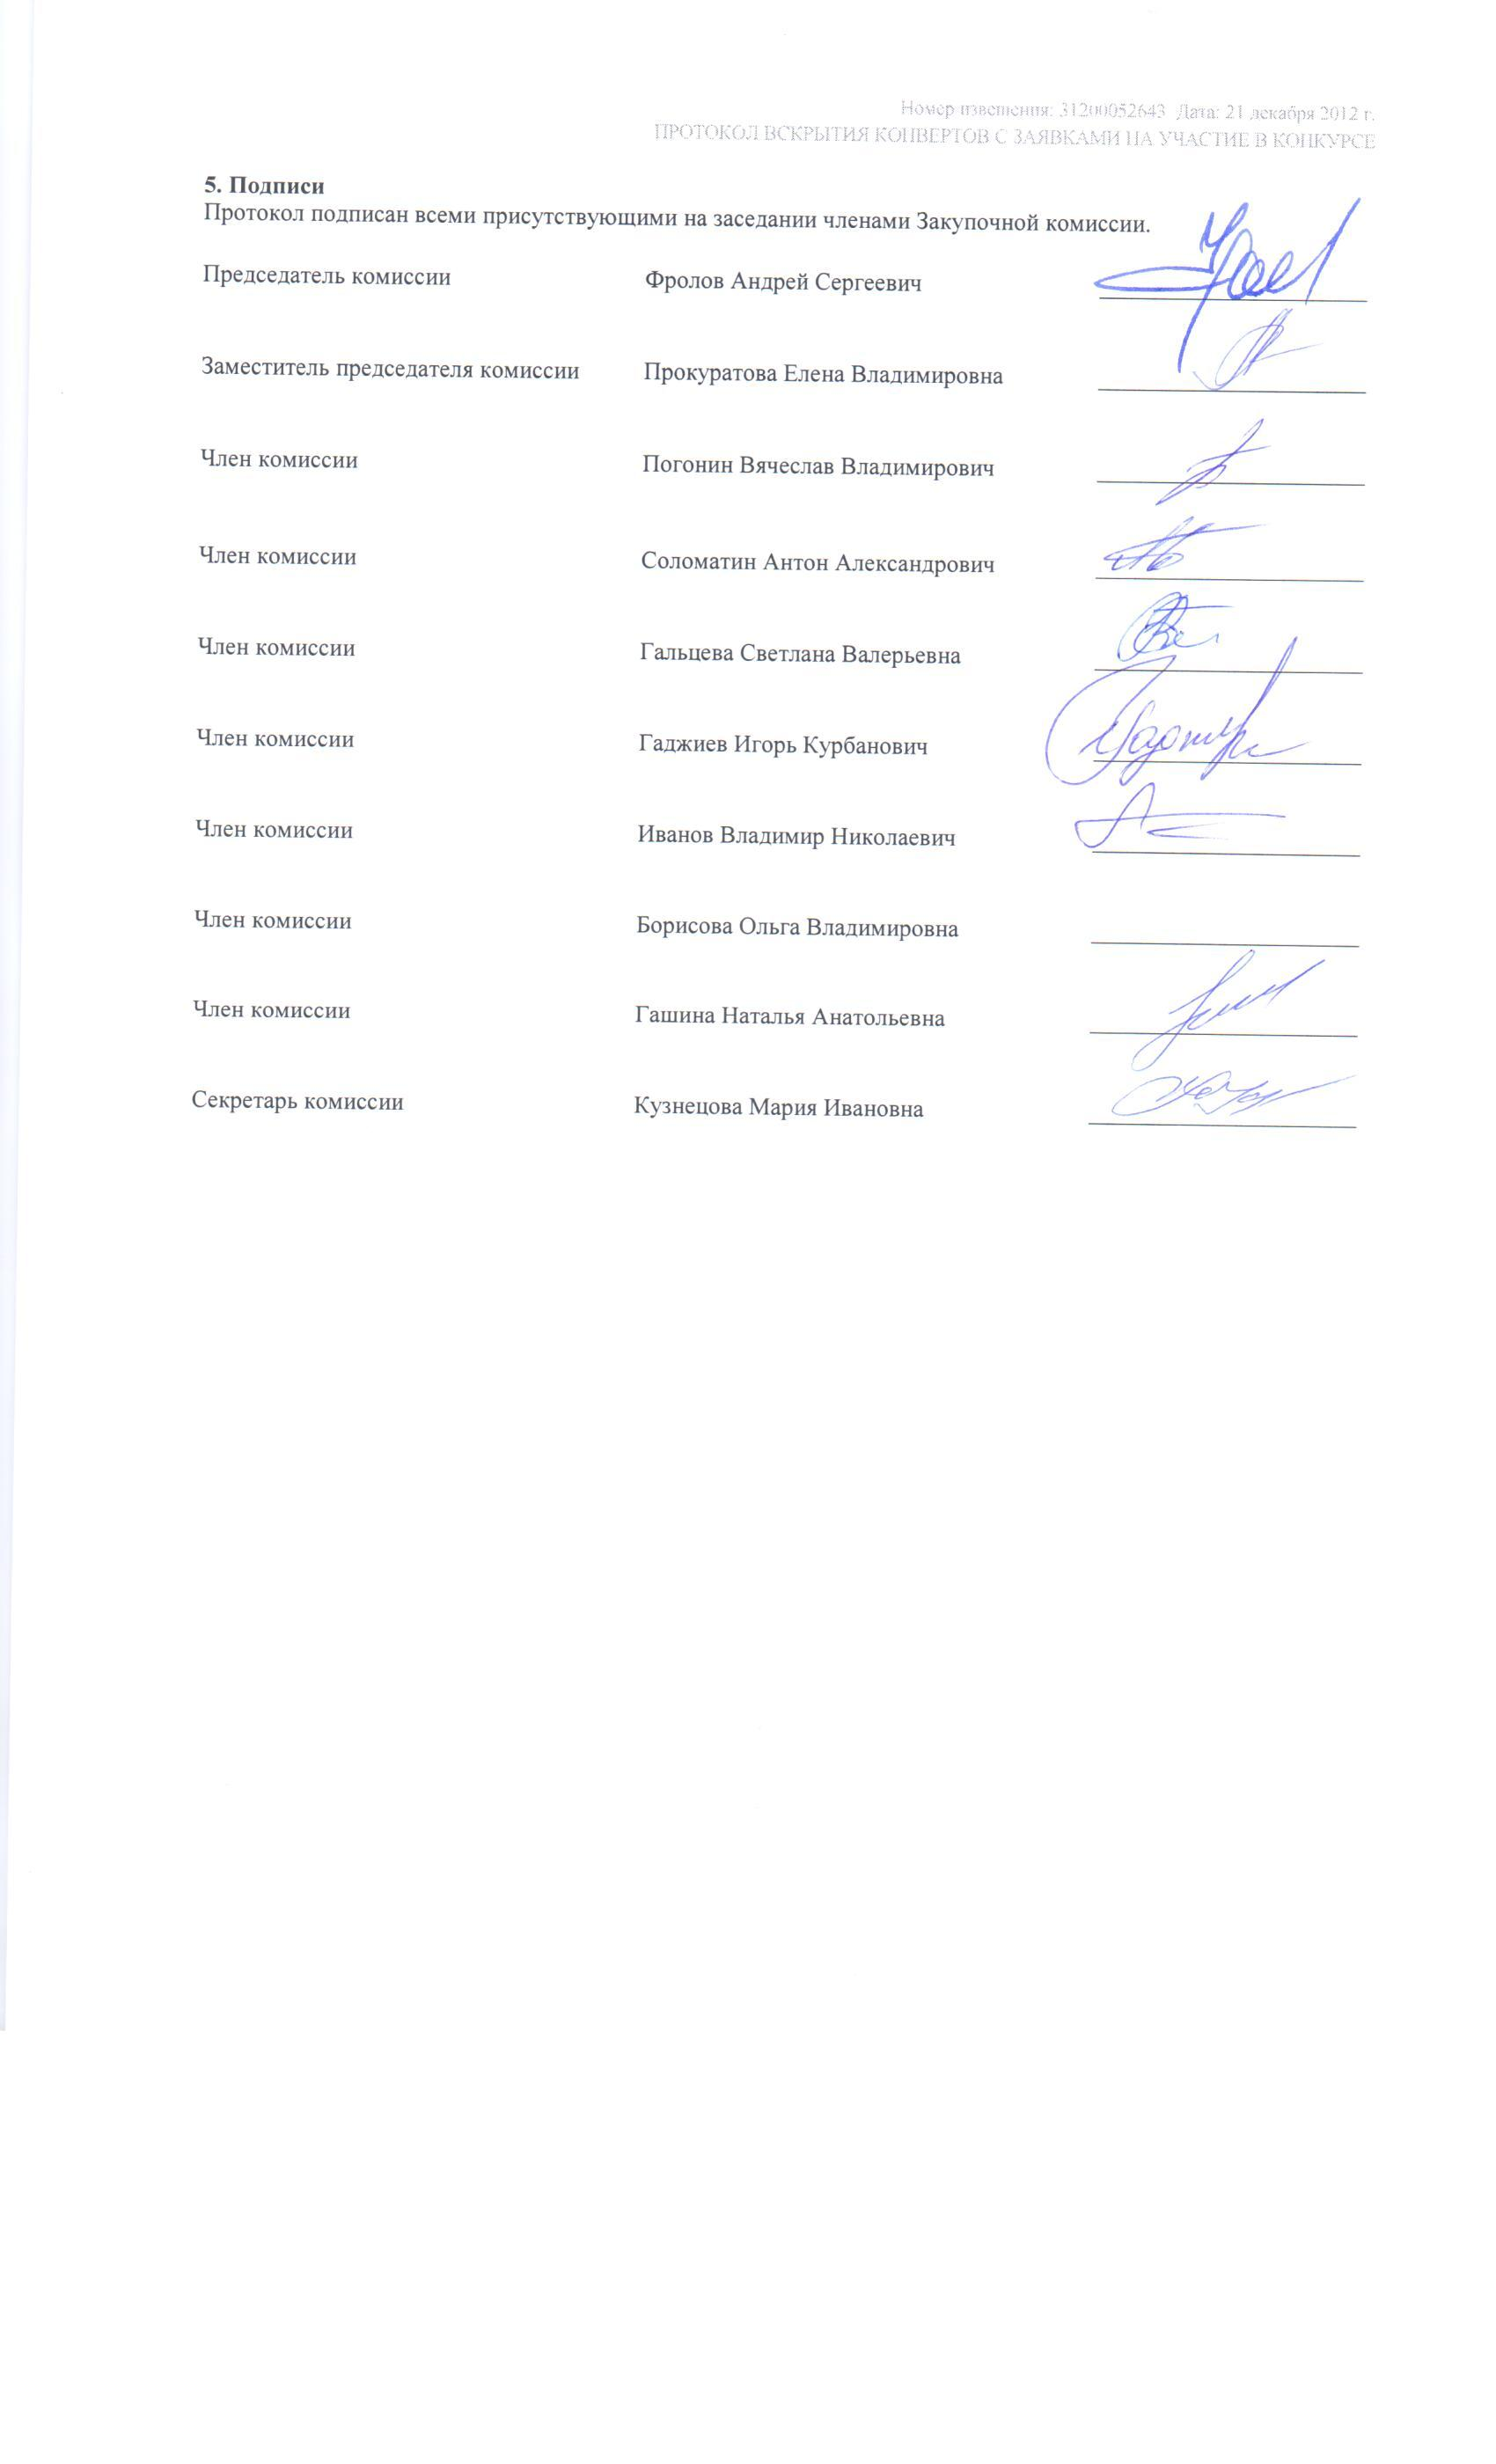 Номер извещения: 31200052643 Дата: 21 декабря 2012 г.
ПРОТОКОЛ ВСКРЫТИЯ КОНВЕРТОВ С ЗАЯВКАМИ НА УЧАСТИЕ В КОНКУРСЕ
5. Подписи
Протокол подписан всеми присутствующими на заседании членами Закупочной комиссии.
Председатель комиссии Фролов Андрей Сергеевич
Заместитель председателя комиссии Прокуратова Елена Владимировна
Член комиссии Погонин Вячеслав Владимирович
Член комиссии Соломатин Антон Александрович
Член комиссии Гальцева Светлана Валерьевна
Член комиссии Гаджиев Игорь Курбанович
Член комиссии Иванов Владимир Николаевич
Член комиссии Борисова Ольга Владимировна
Член комиссии Гашина Наталья Анатольевна
Секретарь комиссии Кузнецова Мария Ивановна